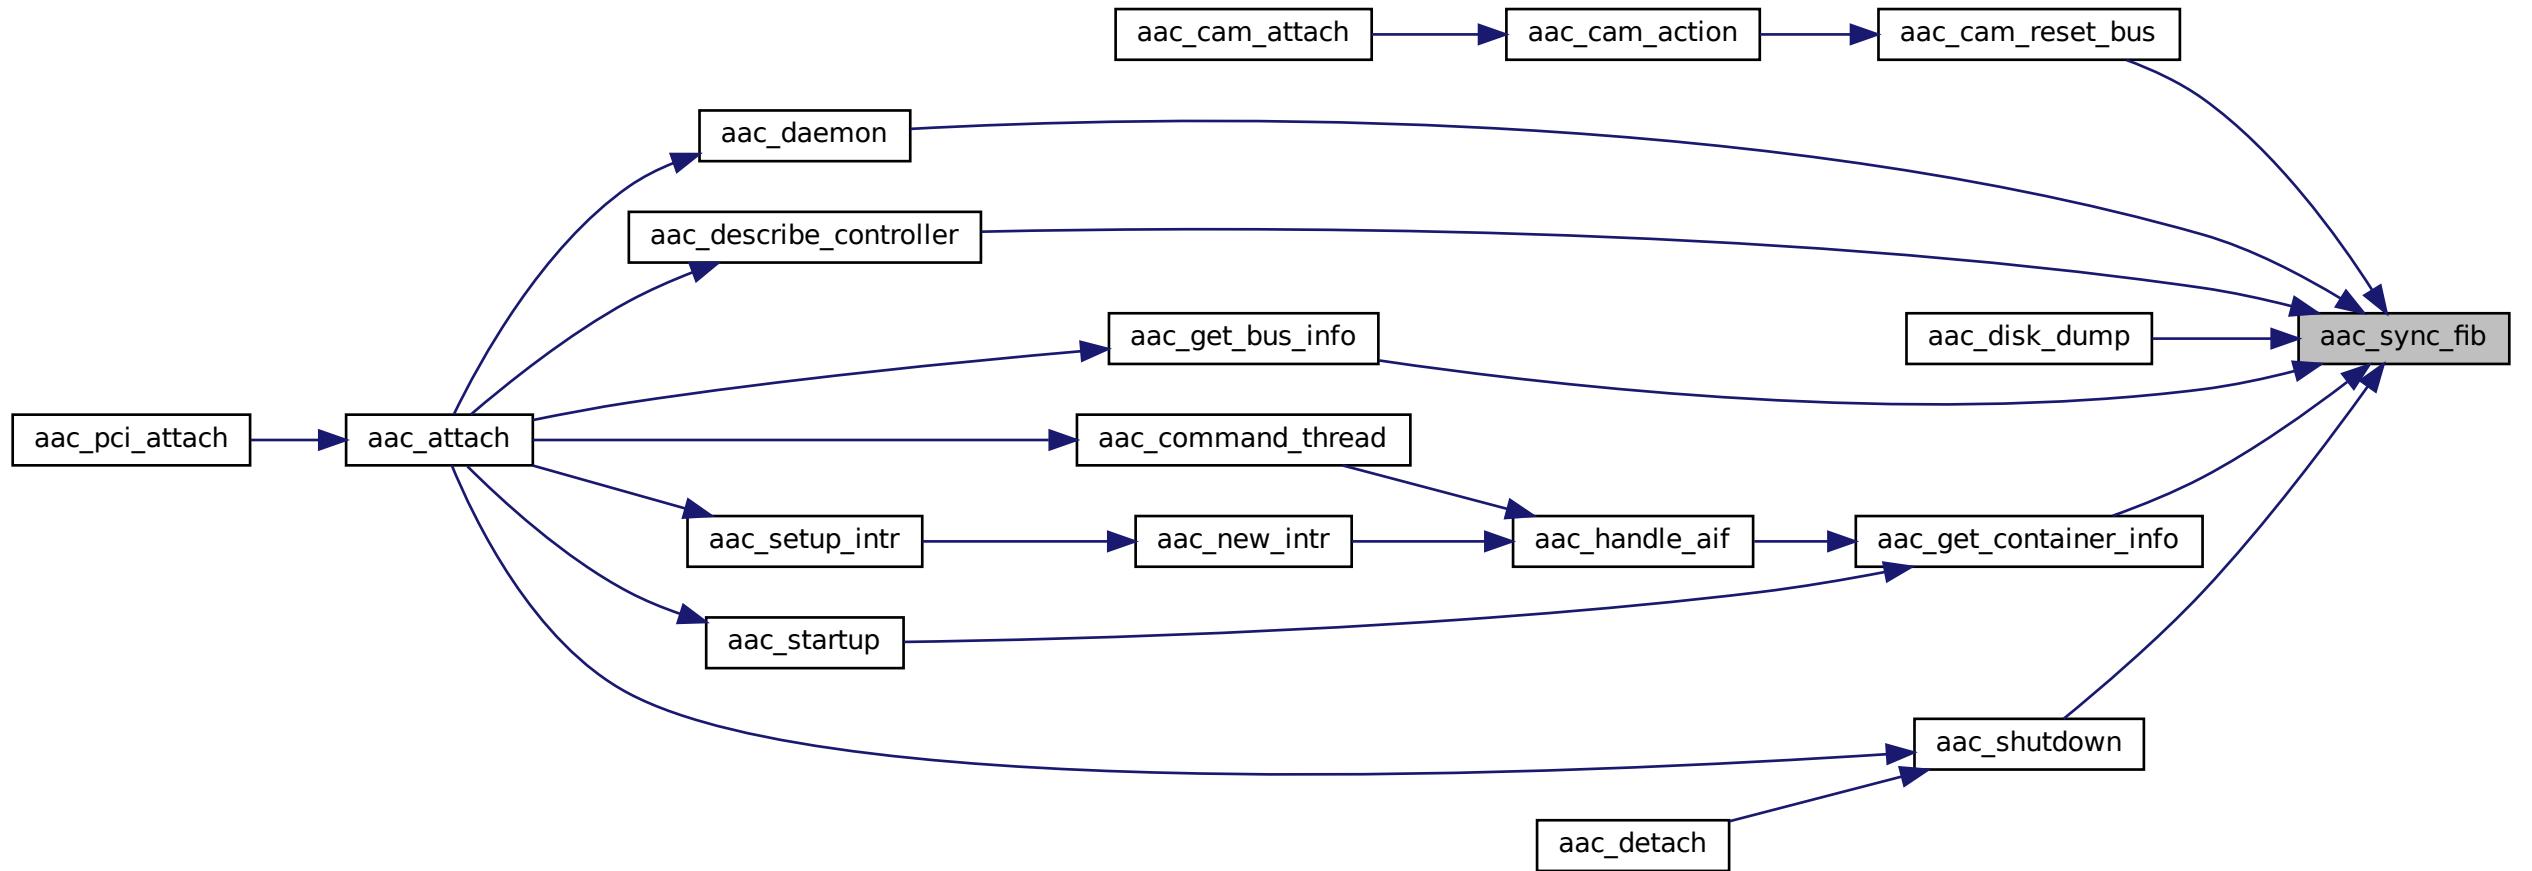 aac_cam_attach
aac_cam_action
aac_cam_reset_bus
aac_daemon
aac_describe_controller
aac_get_bus_info
aac_disk_dump
aac_sync_fib
aac_pci_attach
aac_attach
aac_command_thread
aac_setup_intr
aac_new_intr
aac_handle_aif
aac_get_container_info
aac_startup
aac_shutdown
aac_detach